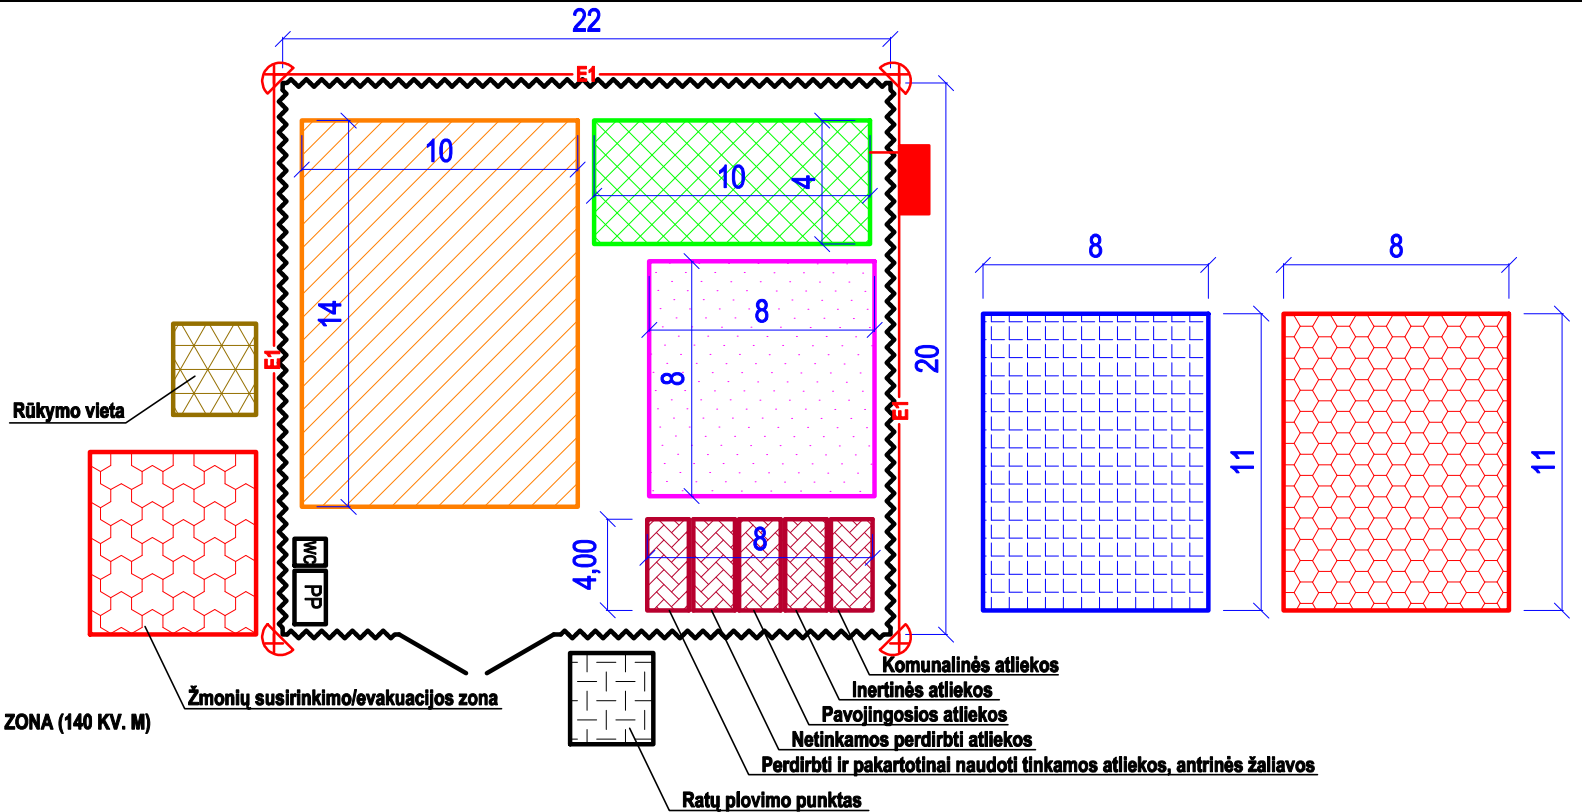 22
E1
10
10
4
8
8
14
8
20
8
E1
E1
11
11
Rūkymo vieta
WC
PP
4,00
8
Komunalinės atliekos
Inertinės atliekos
Žmonių susirinkimo/evakuacijos zona
Pavojingosios atliekos
ZONA (140 KV. M)
Netinkamos perdirbti atliekos
Perdirbti ir pakartotinai naudoti tinkamos atliekos, antrinės žaliavos
Ratų plovimo punktas